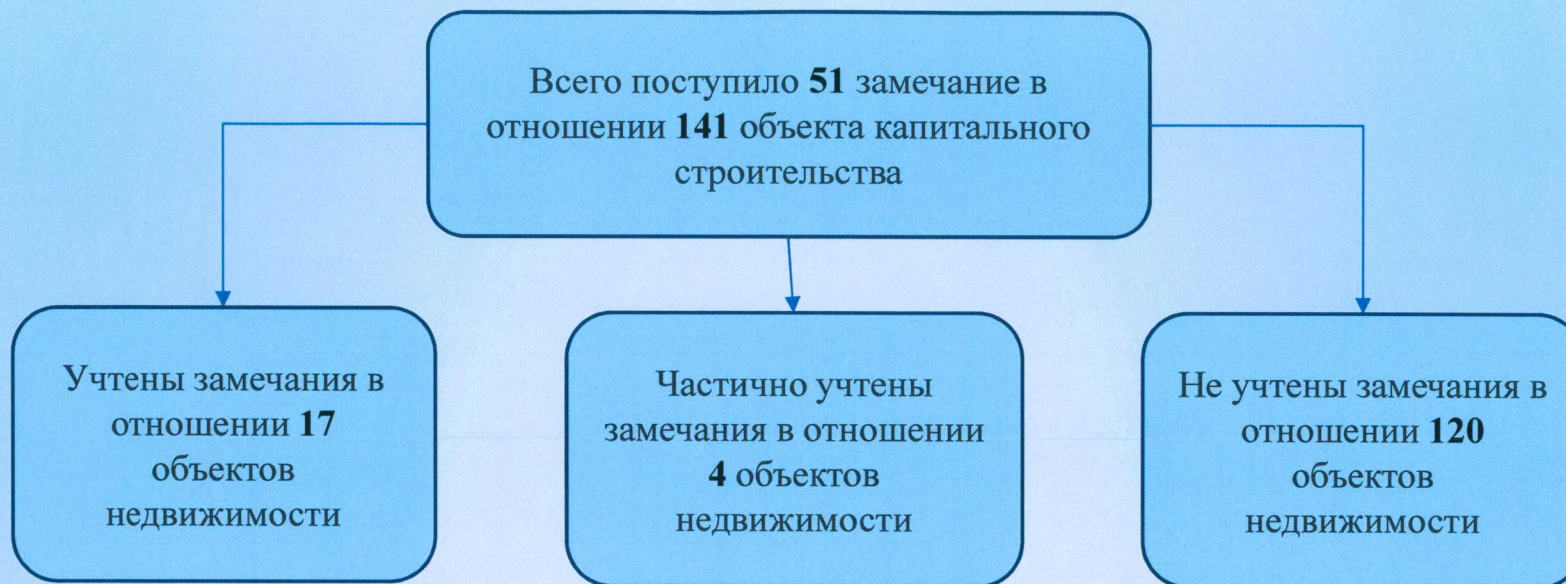 Всего поступило 51 замечание в
отношении 141 объекта капитального
строительства
Учтены замечания в
отношении 17
объектов
недвижимости
Частично учтены
замечания в отношении
4 объектов
недвижимости
Не учтены замечания в
отношении 120
объектов
недвижимости